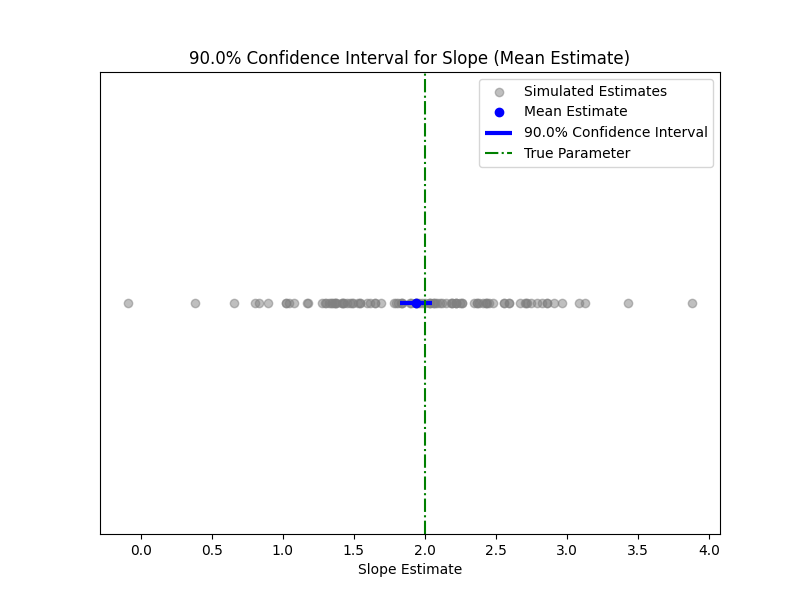 90.0% Confidence Interval for Slope (Mean Estimate)
Simulated Estimates
Mean Estimate
90.0% Confidence Interval
True Parameter
0.0 0.5 1.0 1.5 2.0 2.5 3.0 3.5 4.0
Slope Estimate